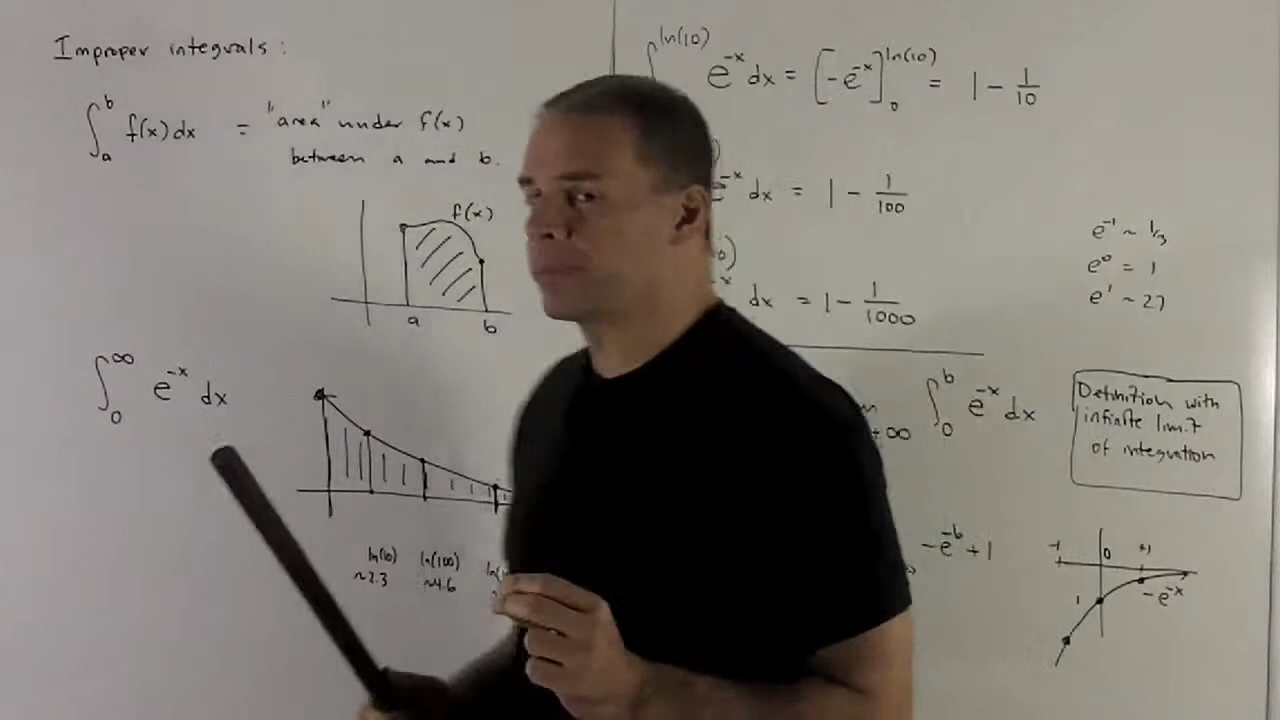 Improper integrals:
∫_a^b f(x) dx = "area" under f(x)
between a and b.
f(x)
a b
∫_0^∞ e^{-x} dx
ln(10) ln(100)
~2.3 ~4.6
∫^{ln(10)} e^{-x} dx = [-e^{-x}]_0^{ln(10)} = 1 - 1/10
e^{-x} dx = 1 - 1/100
dx = 1 - 1/1000
e^{-1} ~ 1/3
e^0 = 1
e^1 ~ 2.7
∫_0^b e^{-x} dx
+∞
Definition with
infinite limit
of integration
-e^{-b} + 1
-1 0 +1
1 -e^{-x}